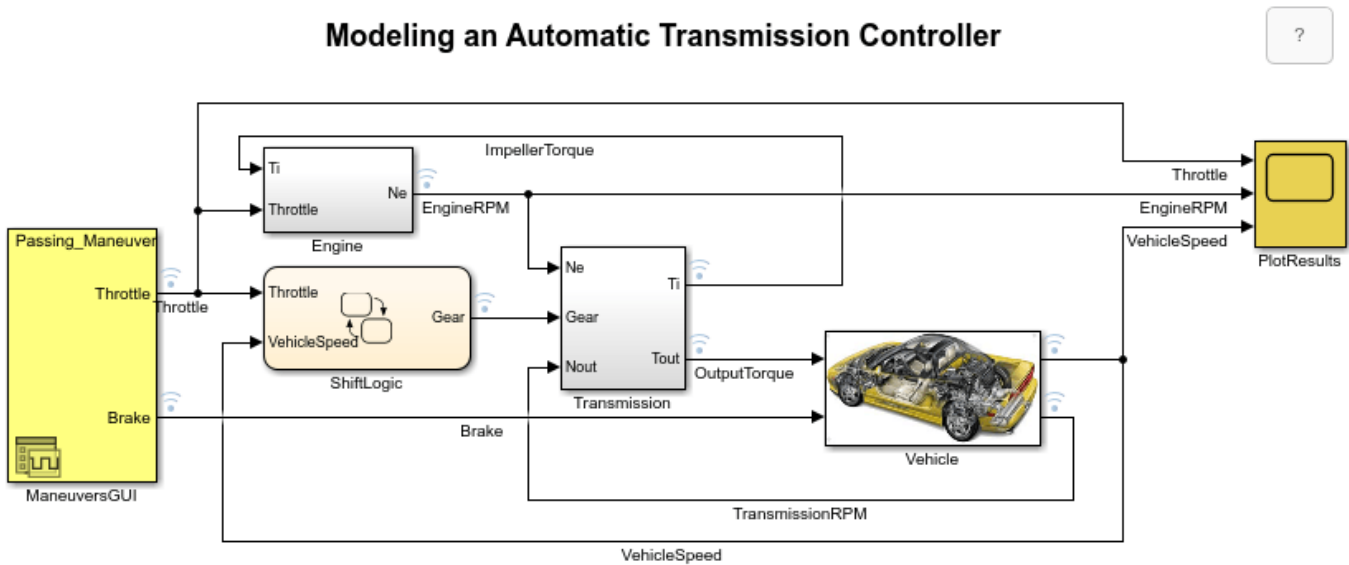 Modeling an Automatic Transmission Controller
?
ImpellerTorque
Ti
Throttle
Ne
EngineRPM
Engine
Throttle
EngineRPM
VehicleSpeed
PlotResults
Passing_Maneuver
Throttle
Brake
Throttle
ManeuversGUI
Throttle
VehicleSpeed
Gear
ShiftLogic
Ne
Gear
Nout
Ti
Tout
Transmission
OutputTorque
Brake
Vehicle
TransmissionRPM
VehicleSpeed